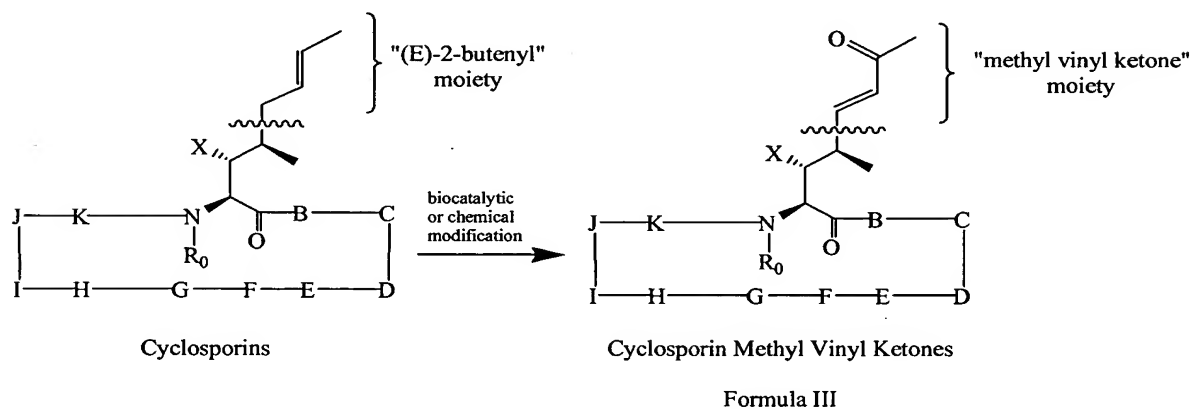 "(E)-2-butenyl"
moiety
O
"methyl vinyl ketone"
moiety
X
X
J K N B C
O
R₀
I H G F E D
biocatalytic
or chemical
modification
J K N B C
O
R₀
I H G F E D
Cyclosporins
Cyclosporin Methyl Vinyl Ketones
Formula III